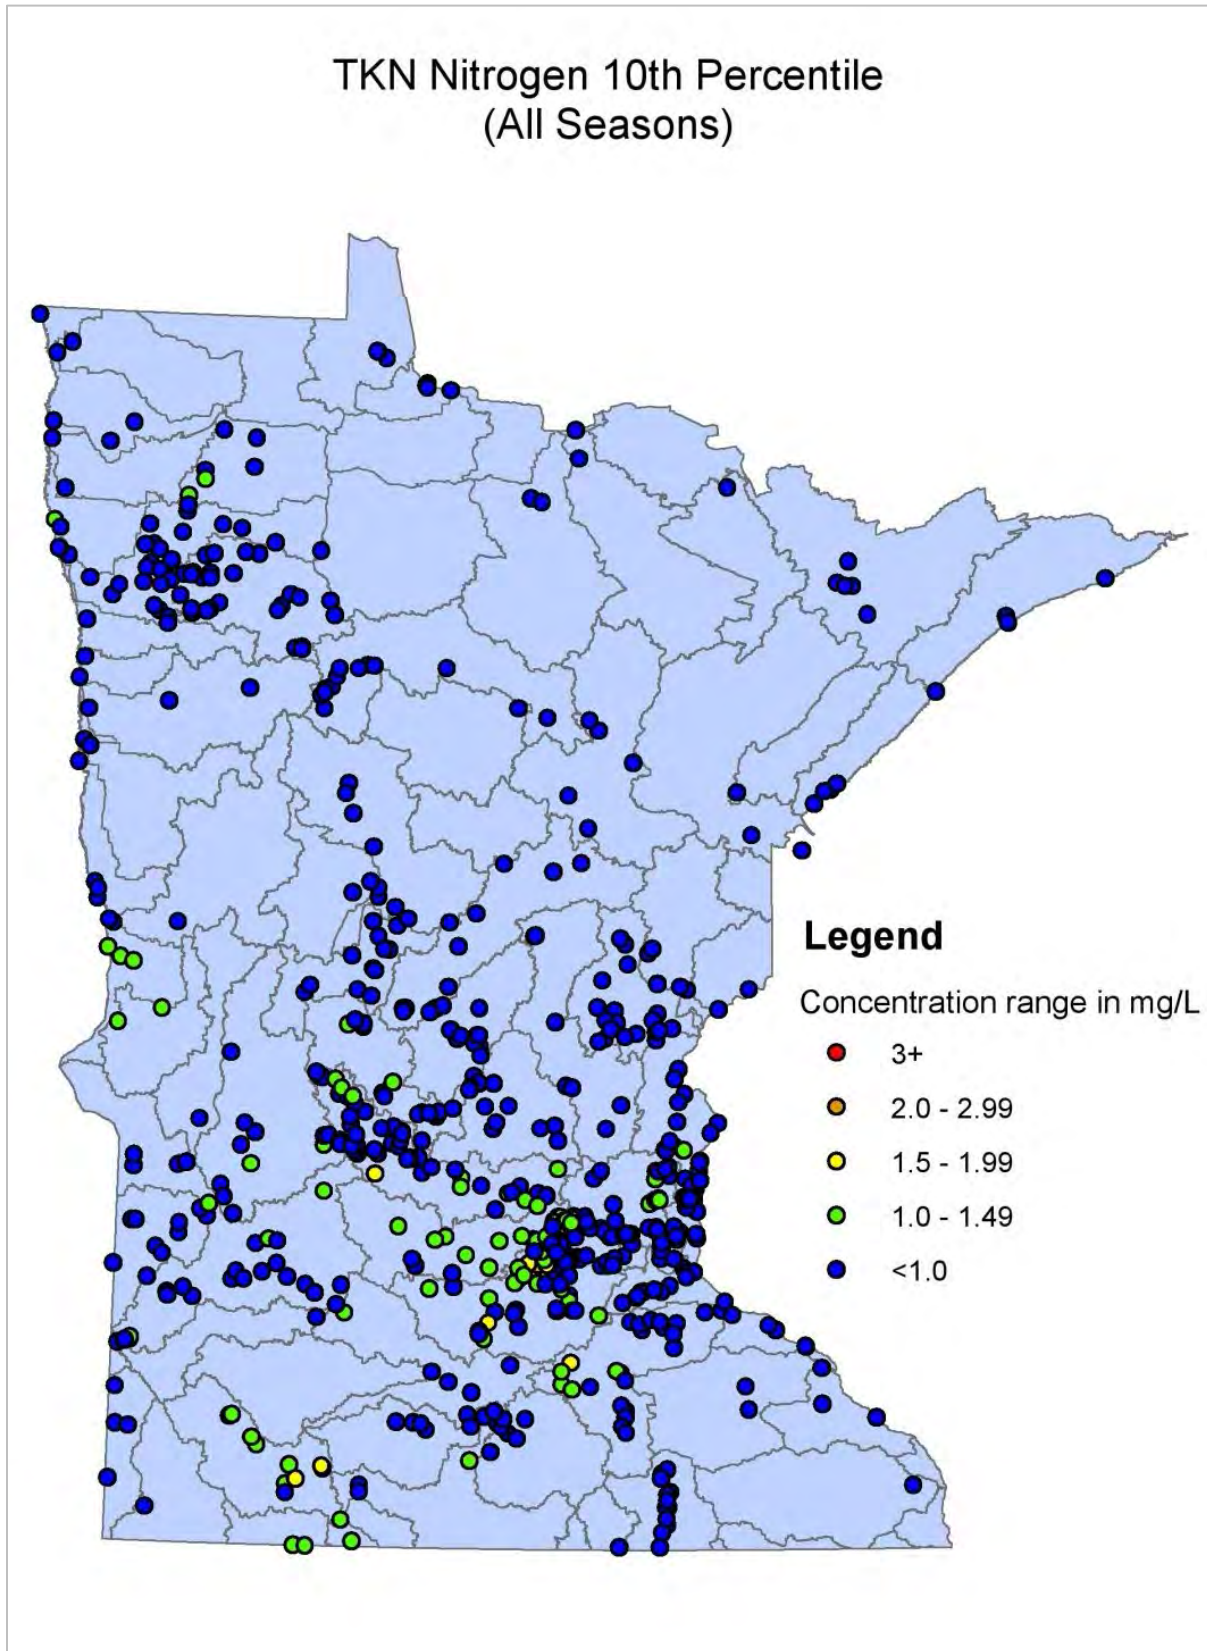 TKN Nitrogen 10th Percentile
(All Seasons)
Legend
Concentration range in mg/L
3+
2.0 - 2.99
1.5 - 1.99
1.0 - 1.49
<1.0